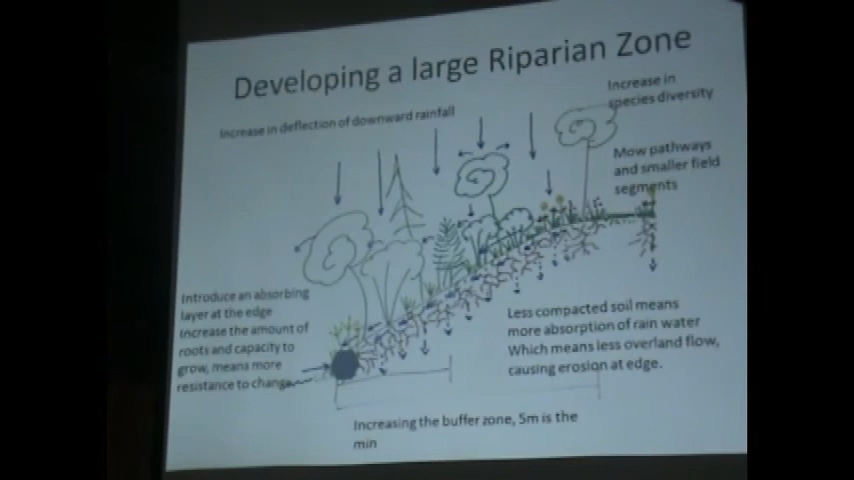 Developing a large Riparian Zone
Increase in deflection of downward rainfall
Increase in
species diversity
Mow pathways
and smaller field
segments
Introduce an absorbing
layer at the edge
Increase the amount of
roots and capacity to
grow, means more
resistance to change
Less compacted soil means
more absorption of rain water
Which means less overland flow,
causing erosion at edge.
Increasing the buffer zone, 5m is the
min